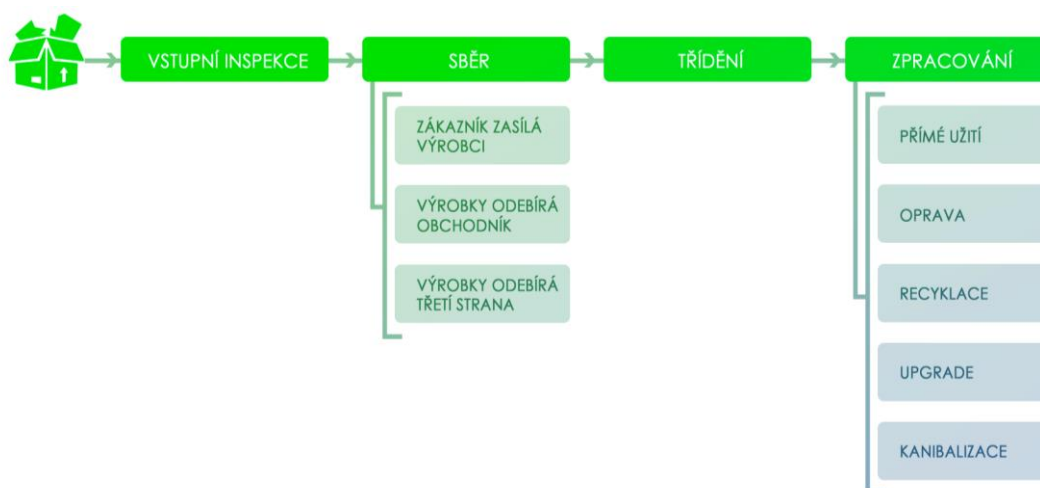 VSTUPNÍ INSPEKCE
SBĚR
TŘÍDĚNÍ
ZPRACOVÁNÍ
ZÁKAZNÍK ZASÍLÁ
VÝROBCI
VÝROBKY ODEBÍRÁ
OBCHODNÍK
VÝROBKY ODEBÍRÁ
TŘETÍ STRANA
PŘÍMÉ UŽITÍ
OPRAVA
RECYKLACE
UPGRADE
KANIBALIZACE